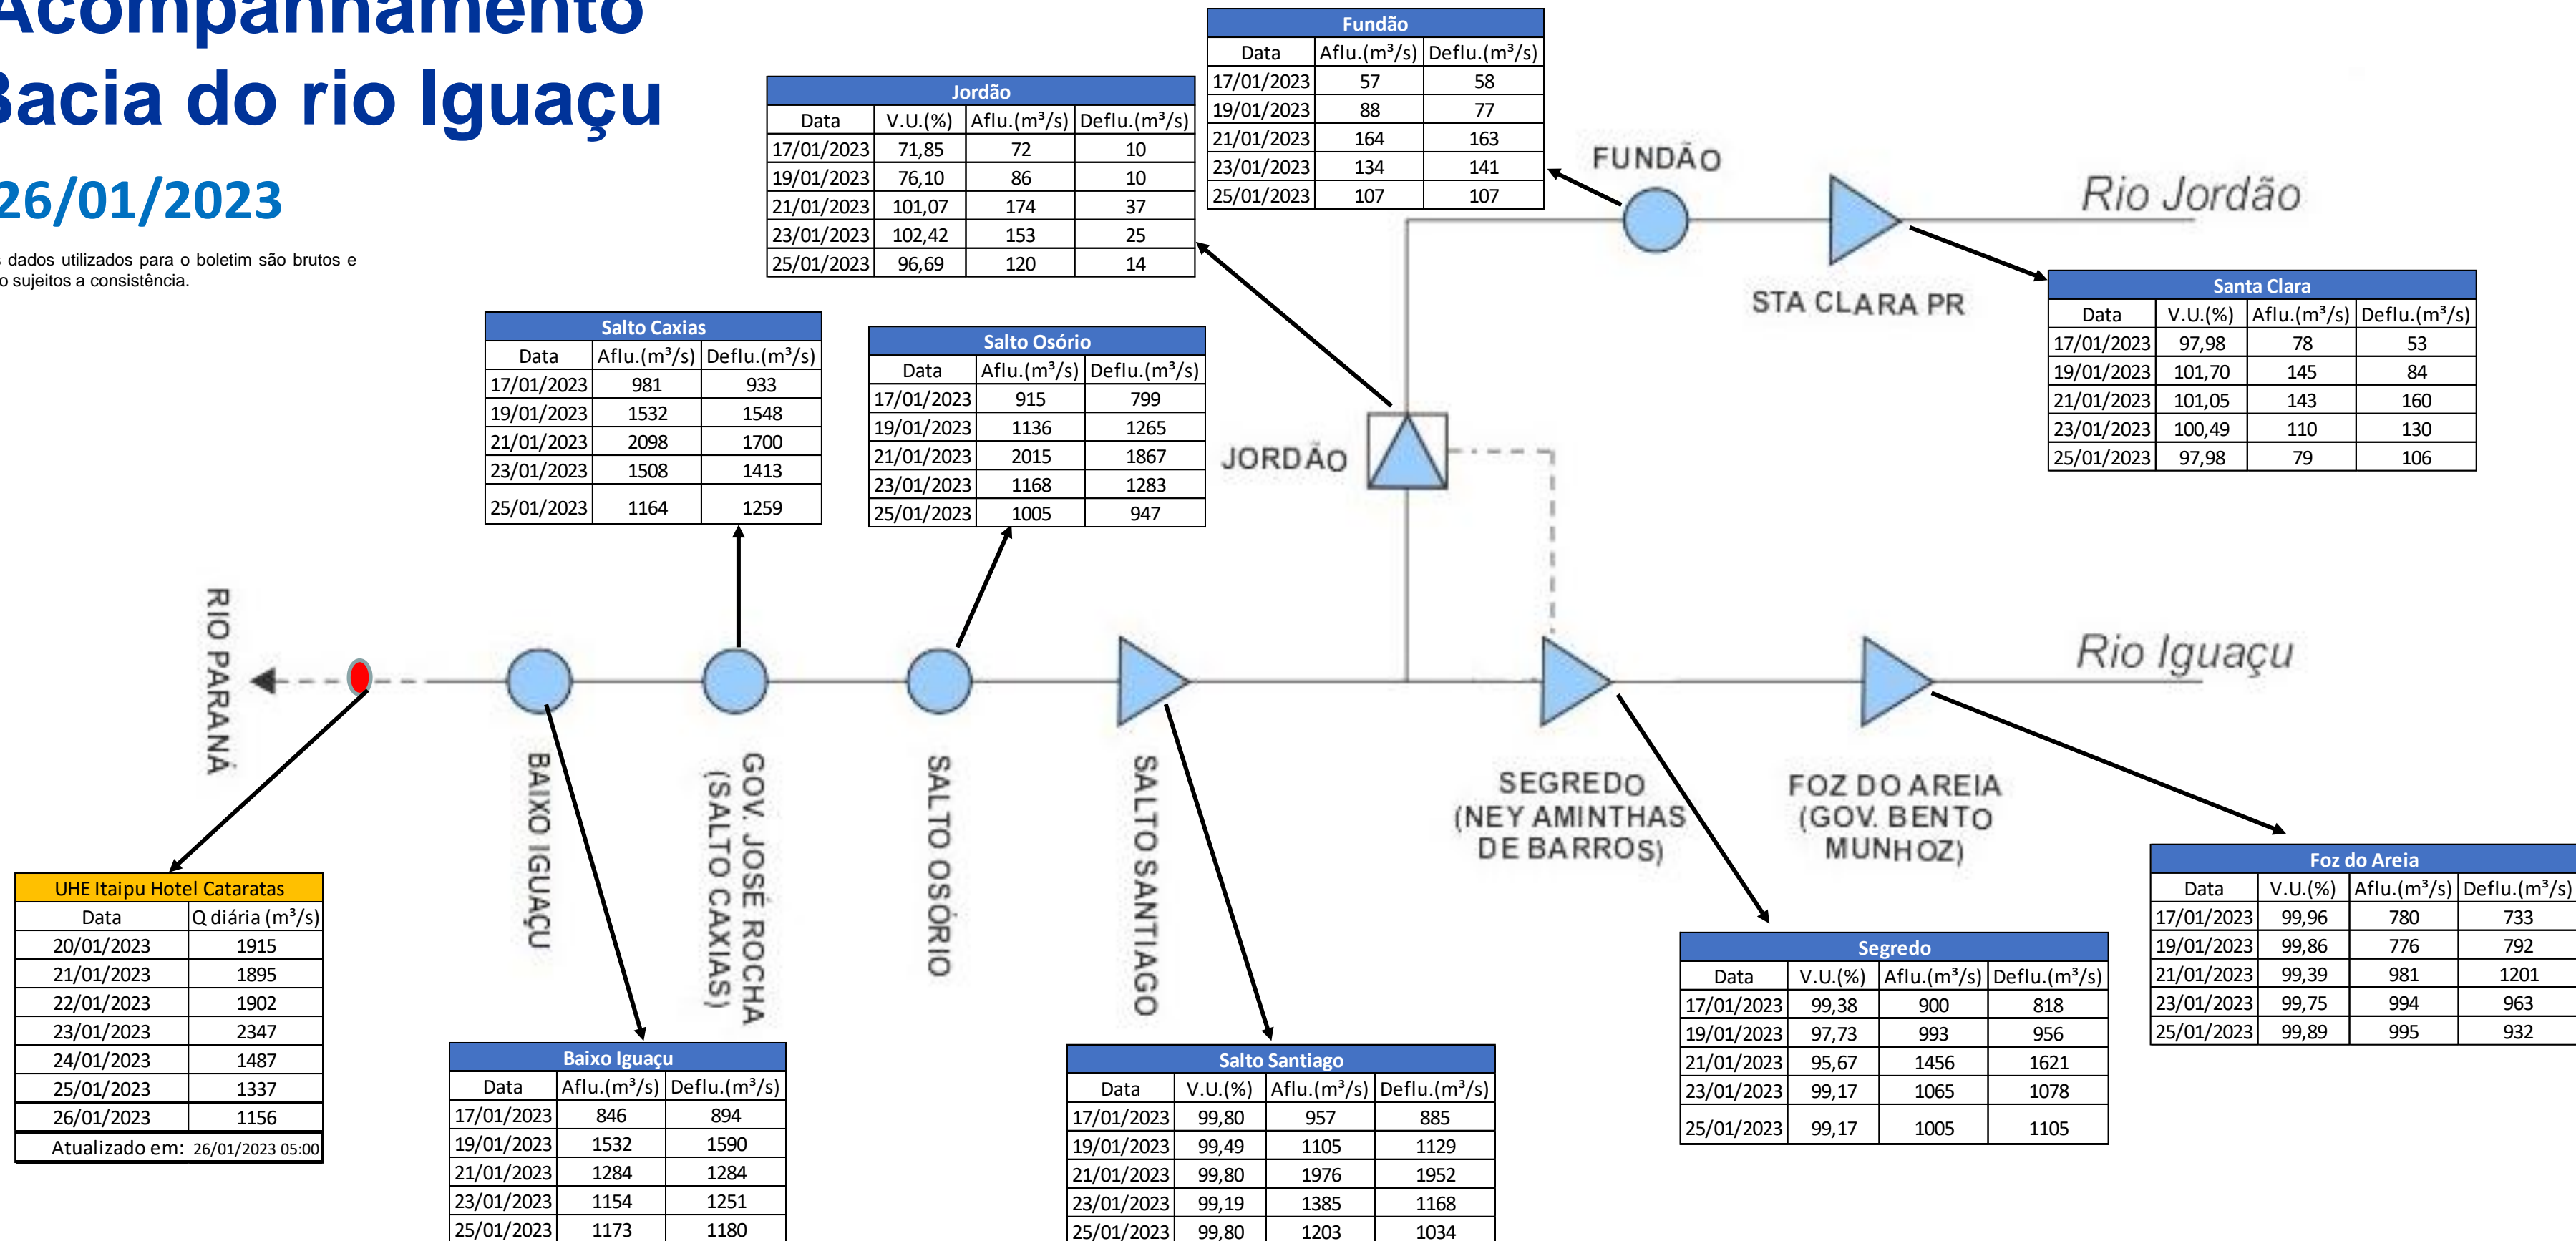 Acompanhamento
Bacia do rio Iguaçu
26/01/2023
s dados utilizados para o boletim são brutos e
o sujeitos a consistência.
Fundão
Data Aflu.(m³/s) Deflu.(m³/s)
17/01/2023 57 58
19/01/2023 88 77
21/01/2023 164 163
23/01/2023 134 141
25/01/2023 107 107
Jordão
Data V.U.(%) Aflu.(m³/s) Deflu.(m³/s)
17/01/2023 71,85 72 10
19/01/2023 76,10 86 10
21/01/2023 101,07 174 37
23/01/2023 102,42 153 25
25/01/2023 96,69 120 14
FUNDÃO
STA CLARA PR
Rio Jordão
Santa Clara
Data V.U.(%) Aflu.(m³/s) Deflu.(m³/s)
17/01/2023 97,98 78 53
19/01/2023 101,70 145 84
21/01/2023 101,05 143 160
23/01/2023 100,49 110 130
25/01/2023 97,98 79 106
Salto Caxias
Data Aflu.(m³/s) Deflu.(m³/s)
17/01/2023 981 933
19/01/2023 1532 1548
21/01/2023 2098 1700
23/01/2023 1508 1413
25/01/2023 1164 1259
Salto Osório
Data Aflu.(m³/s) Deflu.(m³/s)
17/01/2023 915 799
19/01/2023 1136 1265
21/01/2023 2015 1867
23/01/2023 1168 1283
25/01/2023 1005 947
JORDÃO
RIO PARANÁ
Rio Iguaçu
BAIXO IGUAÇU
GOV. JOSÉ ROCHA
(SALTO CAXIAS)
SALTO OSÓRIO
SALTO SANTIAGO
SEGREDO
(NEY AMINTHAS
DE BARROS)
FOZ DO AREIA
(GOV. BENTO
MUNHOZ)
UHE Itaipu Hotel Cataratas
Data Q diária (m³/s)
20/01/2023 1915
21/01/2023 1895
22/01/2023 1902
23/01/2023 2347
24/01/2023 1487
25/01/2023 1337
26/01/2023 1156
Atualizado em: 26/01/2023 05:00
Baixo Iguaçu
Data Aflu.(m³/s) Deflu.(m³/s)
17/01/2023 846 894
19/01/2023 1532 1590
21/01/2023 1284 1284
23/01/2023 1154 1251
25/01/2023 1173 1180
Salto Santiago
Data V.U.(%) Aflu.(m³/s) Deflu.(m³/s)
17/01/2023 99,80 957 885
19/01/2023 99,49 1105 1129
21/01/2023 99,80 1976 1952
23/01/2023 99,19 1385 1168
25/01/2023 99,80 1203 1034
Segredo
Data V.U.(%) Aflu.(m³/s) Deflu.(m³/s)
17/01/2023 99,38 900 818
19/01/2023 97,73 993 956
21/01/2023 95,67 1456 1621
23/01/2023 99,17 1065 1078
25/01/2023 99,17 1005 1105
Foz do Areia
Data V.U.(%) Aflu.(m³/s) Deflu.(m³/s)
17/01/2023 99,96 780 733
19/01/2023 99,86 776 792
21/01/2023 99,39 981 1201
23/01/2023 99,75 994 963
25/01/2023 99,89 995 932